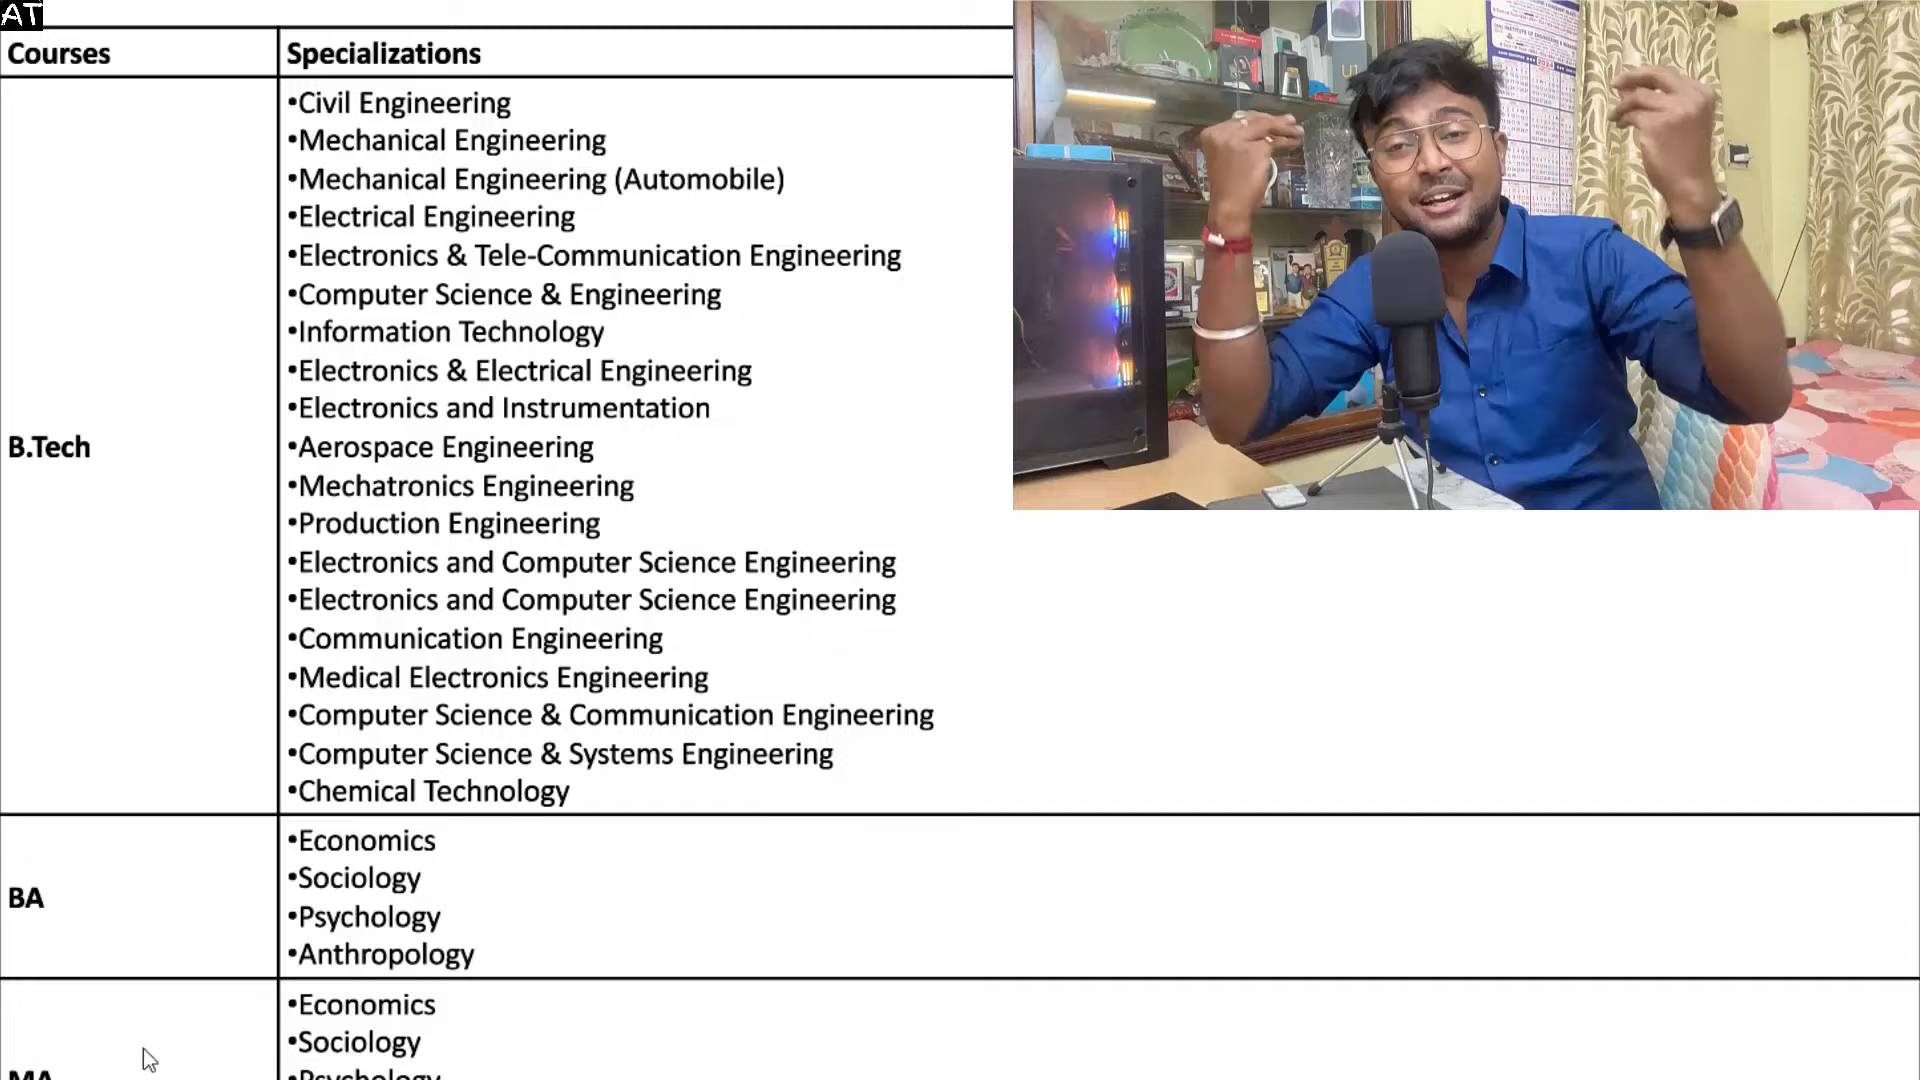 AT
Courses
Specializations
•Civil Engineering
•Mechanical Engineering
•Mechanical Engineering (Automobile)
•Electrical Engineering
•Electronics & Tele-Communication Engineering
•Computer Science & Engineering
•Information Technology
•Electronics & Electrical Engineering
•Electronics and Instrumentation
B.Tech
•Aerospace Engineering
•Mechatronics Engineering
•Production Engineering
•Electronics and Computer Science Engineering
•Electronics and Computer Science Engineering
•Communication Engineering
•Medical Electronics Engineering
•Computer Science & Communication Engineering
•Computer Science & Systems Engineering
•Chemical Technology
BA
•Economics
•Sociology
•Psychology
•Anthropology
MA
•Economics
•Sociology
•Psychology